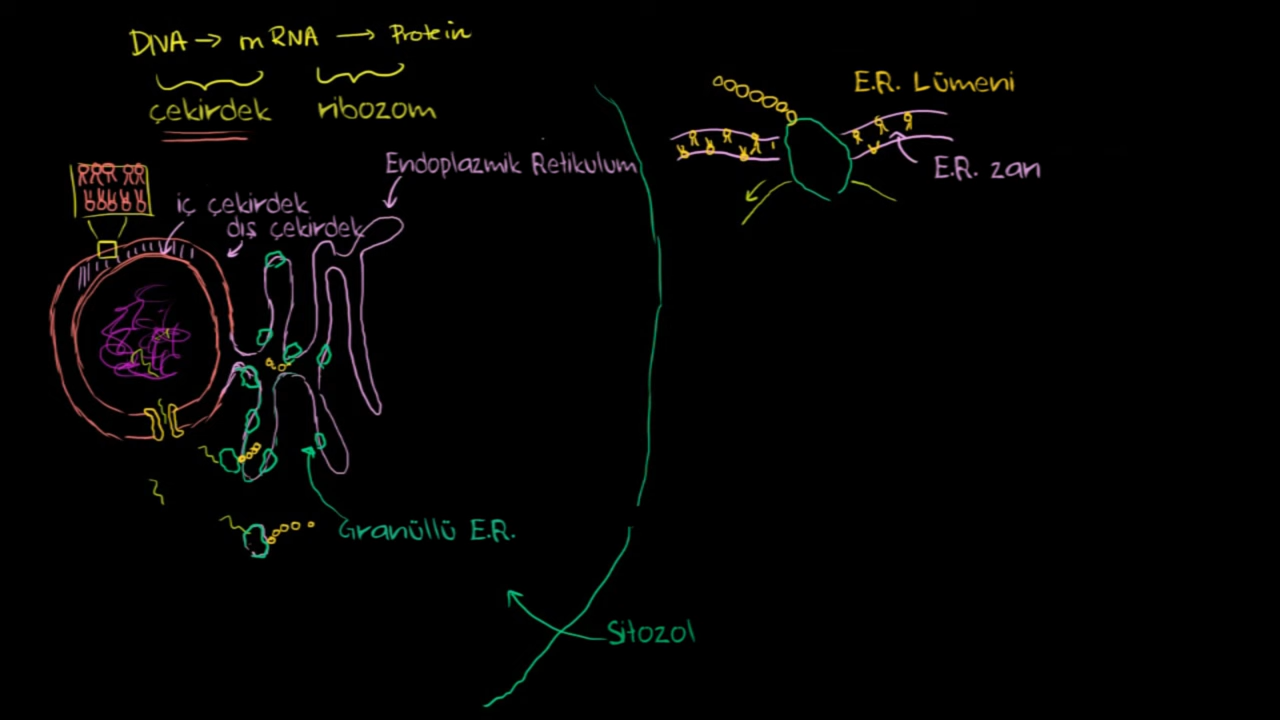 DNA → mRNA → Protein
çekirdek ribozom
Endoplazmik Retikulum
iç çekirdek
dış çekirdek
Granüllü E.R.
Sitozol
E.R. Lümeni
E.R. zarı